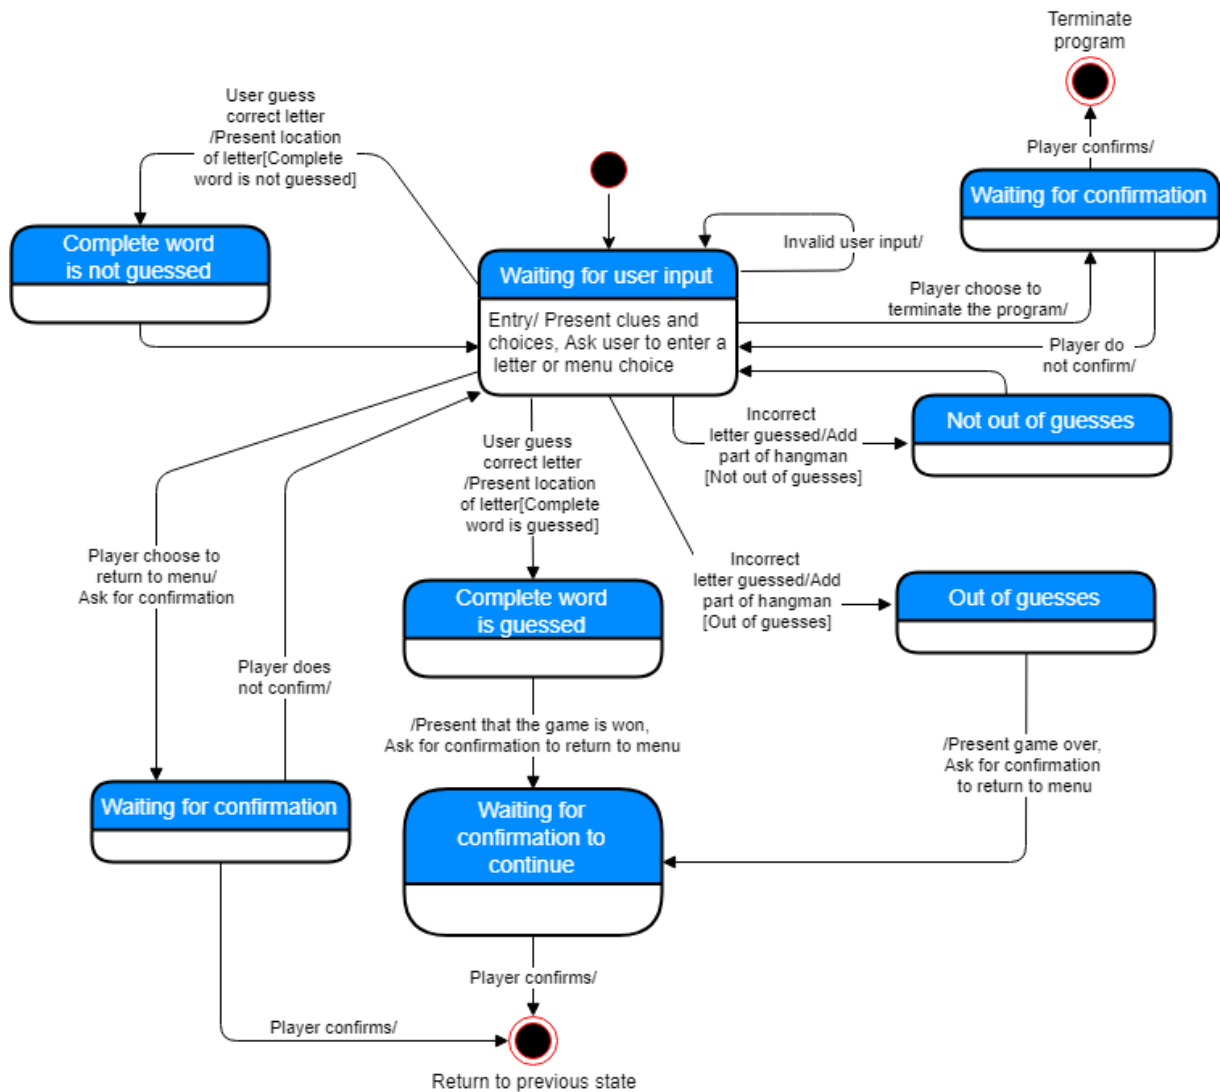 Terminate
program
User guess
correct letter
/Present location
of letter[Complete
word is not guessed]
Player confirms/
Waiting for confirmation
Complete word
is not guessed
Invalid user input/
Waiting for user input
Player choose to
terminate the program/
Entry/ Present clues and
choices, Ask user to enter a
letter or menu choice
Player do
not confirm/
Not out of guesses
Incorrect
letter guessed/Add
part of hangman
[Not out of guesses]
User guess
correct letter
/Present location
of letter[Complete
word is guessed]
Player choose to
return to menu/
Ask for confirmation
Incorrect
letter guessed/Add
part of hangman
[Out of guesses]
Out of guesses
Complete word
is guessed
Player does
not confirm/
/Present that the game is won,
Ask for confirmation to return to menu
/Present game over,
Ask for confirmation
to return to menu
Waiting for confirmation
Waiting for
confirmation to
continue
Player confirms/
Player confirms/
Return to previous state